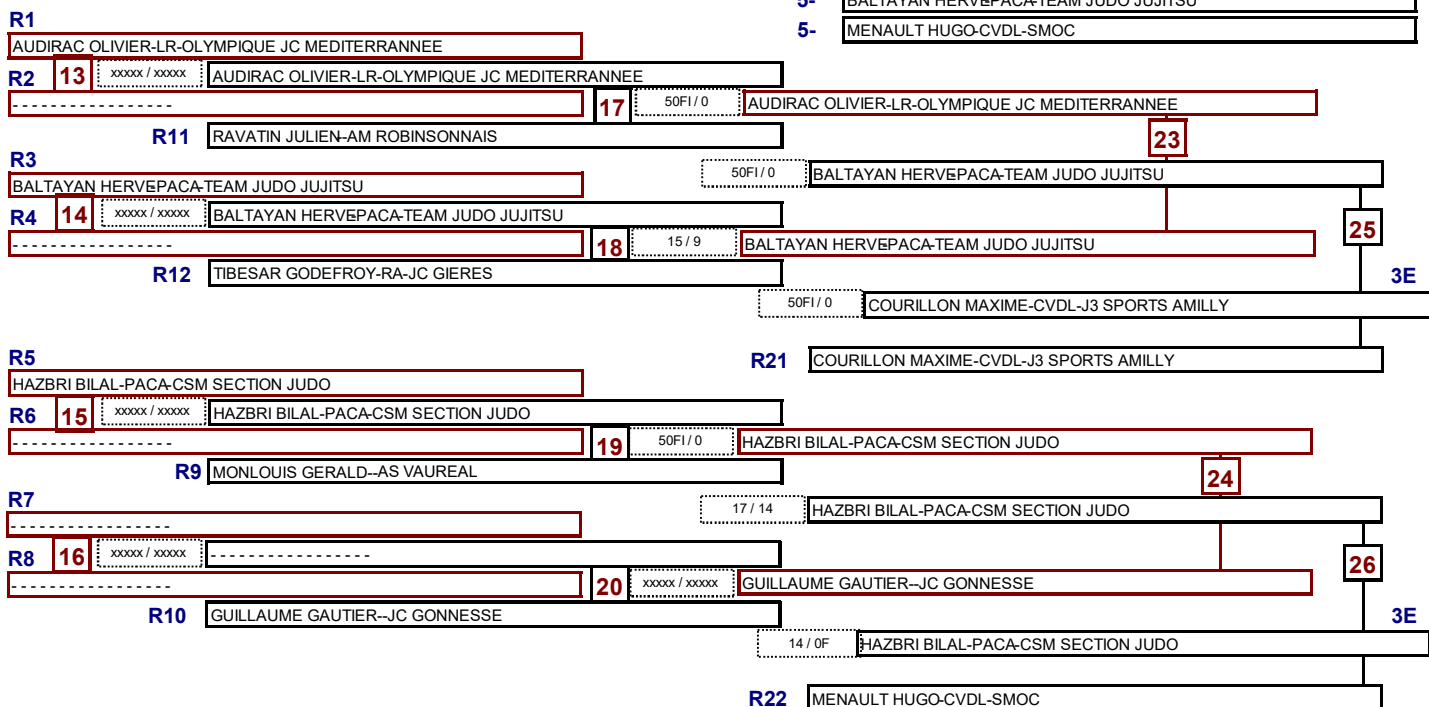 5- BALTAYAN HERVE-PACA-TEAM JUDO JUJITSU
R1
5- MENAULT HUGO-CVDL-SMOC
AUDIRAC OLIVIER-LR-OLYMPIQUE JC MEDITERRANNEE
R2 13 xxxxx / xxxxx AUDIRAC OLIVIER-LR-OLYMPIQUE JC MEDITERRANNEE
- - - - - - - - - - - - - - - - 17 50FI / 0 AUDIRAC OLIVIER-LR-OLYMPIQUE JC MEDITERRANNEE
R11 RAVATIN JULIEN--AM ROBINSONNAIS 23
R3
50FI / 0 BALTAYAN HERVE-PACA-TEAM JUDO JUJITSU
BALTAYAN HERVE-PACA-TEAM JUDO JUJITSU
R4 14 xxxxx / xxxxx BALTAYAN HERVE-PACA-TEAM JUDO JUJITSU 25
- - - - - - - - - - - - - - - - 18 15 / 9 BALTAYAN HERVE-PACA-TEAM JUDO JUJITSU
R12 TIBESAR GODEFROY-RA-JC GIERES 3E
50FI / 0 COURILLON MAXIME-CVDL-J3 SPORTS AMILLY
R5 R21 COURILLON MAXIME-CVDL-J3 SPORTS AMILLY
HAZBRI BILAL-PACA-CSM SECTION JUDO
R6 15 xxxxx / xxxxx HAZBRI BILAL-PACA-CSM SECTION JUDO
- - - - - - - - - - - - - - - - 19 50FI / 0 HAZBRI BILAL-PACA-CSM SECTION JUDO
R9 MONLOUIS GERALD--AS VAUREAL 24
R7
17 / 14 HAZBRI BILAL-PACA-CSM SECTION JUDO
- - - - - - - - - - - - - - - -
R8 16 xxxxx / xxxxx - - - - - - - - - - - - - - - - 26
- - - - - - - - - - - - - - - - 20 xxxxx / xxxxx GUILLAUME GAUTIER--JC GONNESSE
R10 GUILLAUME GAUTIER--JC GONNESSE 3E
14 / 0F HAZBRI BILAL-PACA-CSM SECTION JUDO
R22 MENAULT HUGO-CVDL-SMOC